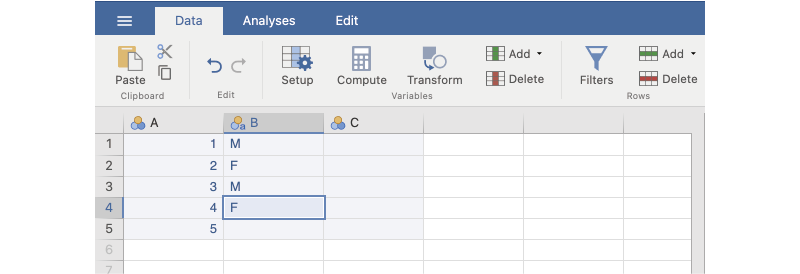 Data Analyses Edit
Paste Setup Compute Transform Add Delete Filters Add Delete
Clipboard Edit Variables Rows
A a B C
1 1 M
2 2 F
3 3 M
4 4 F
5 5
6
7